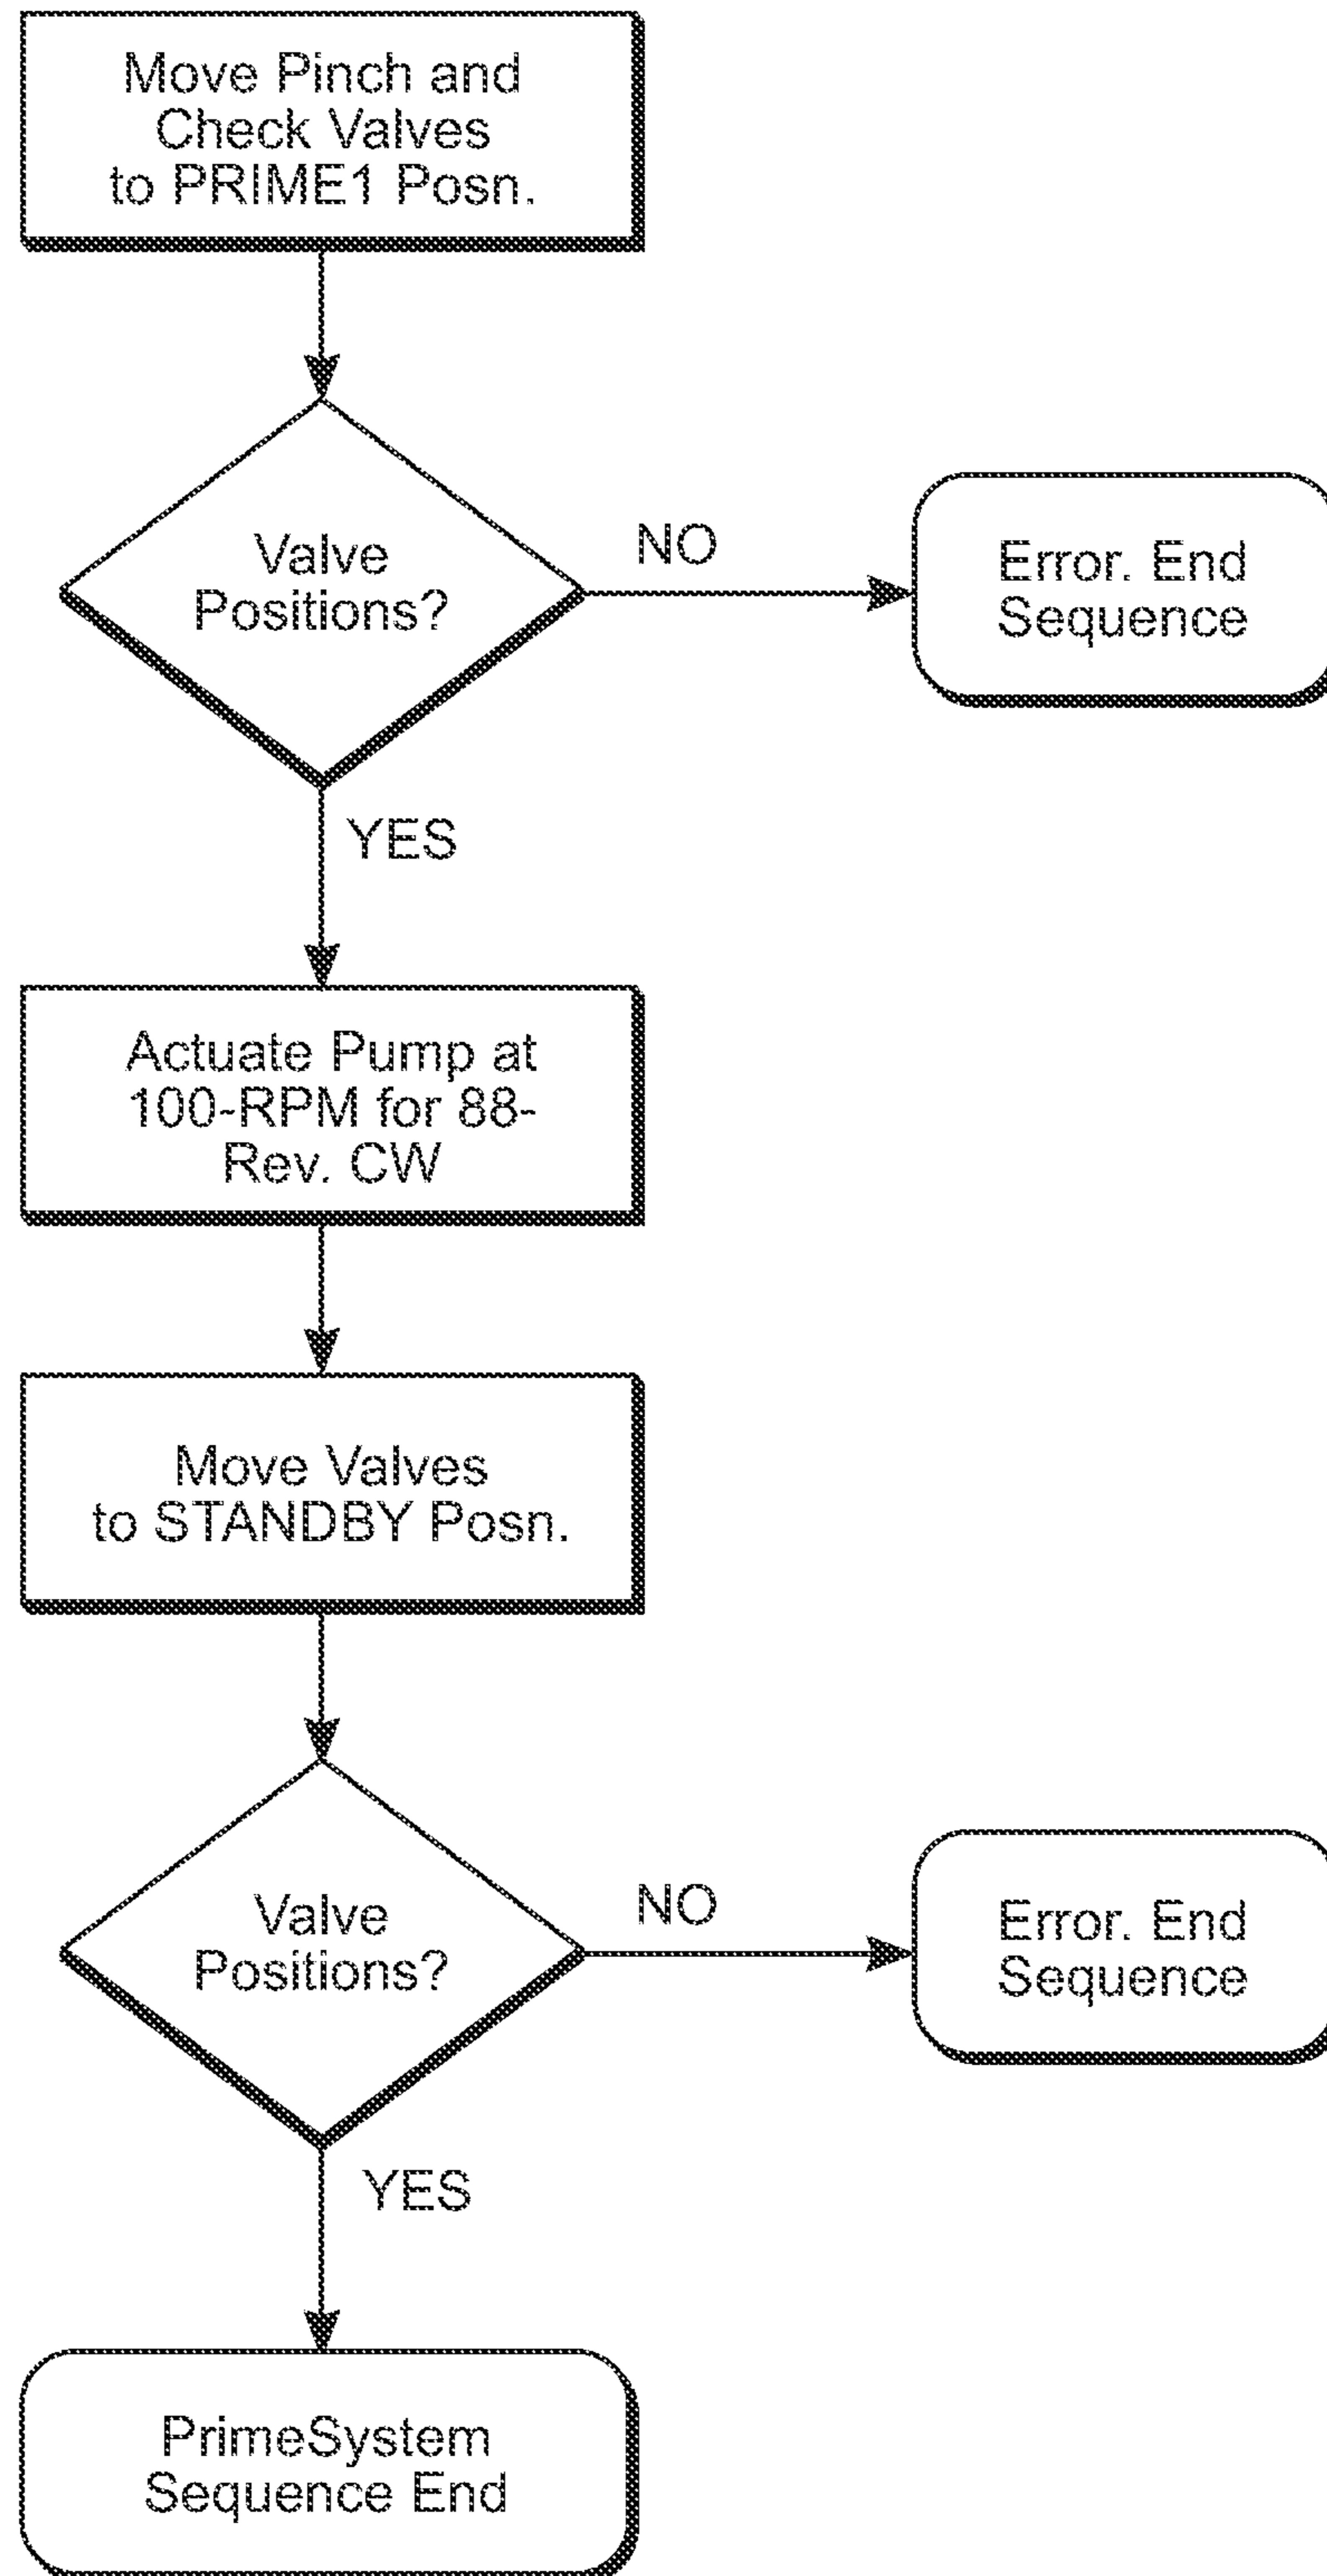 Move Pinch and
Check Valves
to PRIME1 Posn.
Valve
Positions?
NO
Error. End
Sequence
YES
Actuate Pump at
100-RPM for 88-
Rev. CW
Move Valves
to STANDBY Posn.
Valve
Positions?
NO
Error. End
Sequence
YES
PrimeSystem
Sequence End